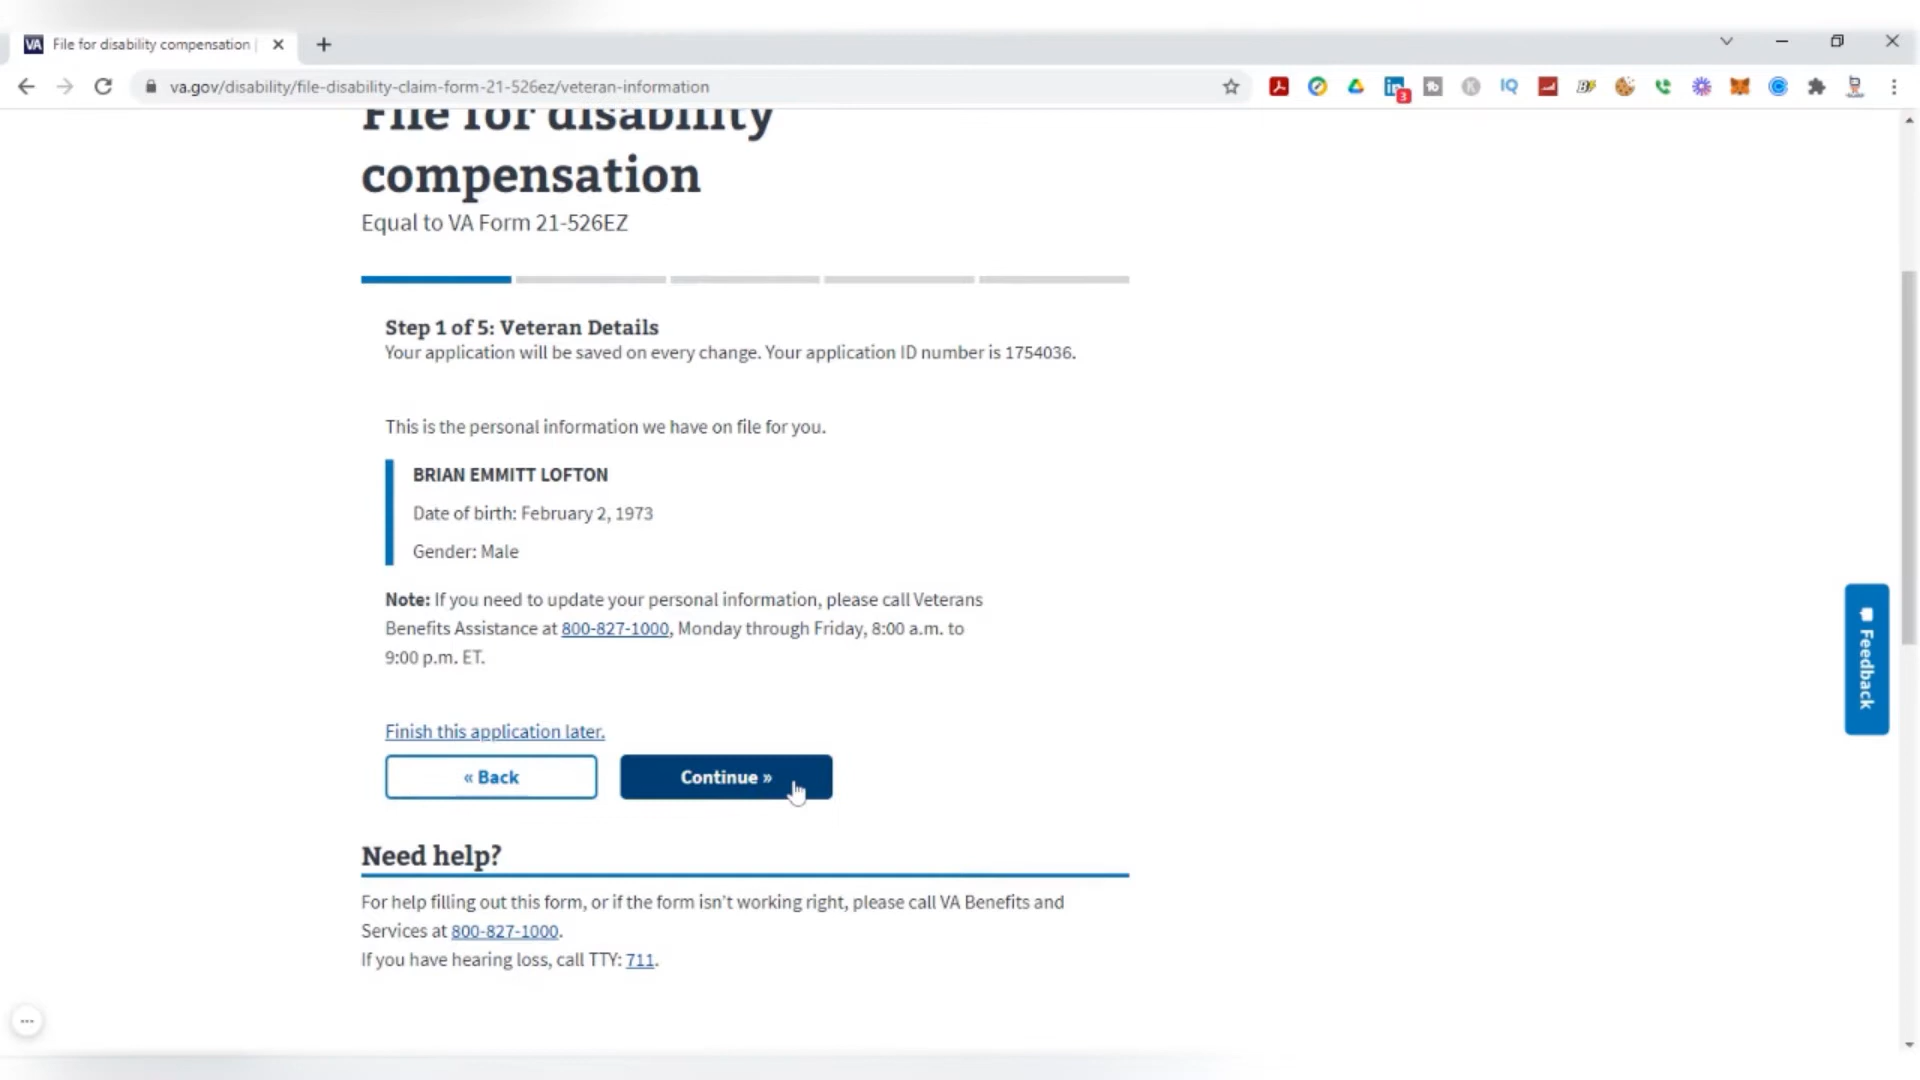 VA File for disability compensation |
va.gov/disability/file-disability-claim-form-21-526ez/veteran-information
IQ
3
File for disability
compensation
Equal to VA Form 21-526EZ
Step 1 of 5: Veteran Details
Your application will be saved on every change. Your application ID number is 1754036.
This is the personal information we have on file for you.
BRIAN EMMITT LOFTON
Date of birth: February 2, 1973
Gender: Male
Note: If you need to update your personal information, please call Veterans
Benefits Assistance at 800-827-1000, Monday through Friday, 8:00 a.m. to
9:00 p.m. ET.
Finish this application later.
« Back
Continue »
Feedback
Need help?
For help filling out this form, or if the form isn't working right, please call VA Benefits and
Services at 800-827-1000.
If you have hearing loss, call TTY: 711.